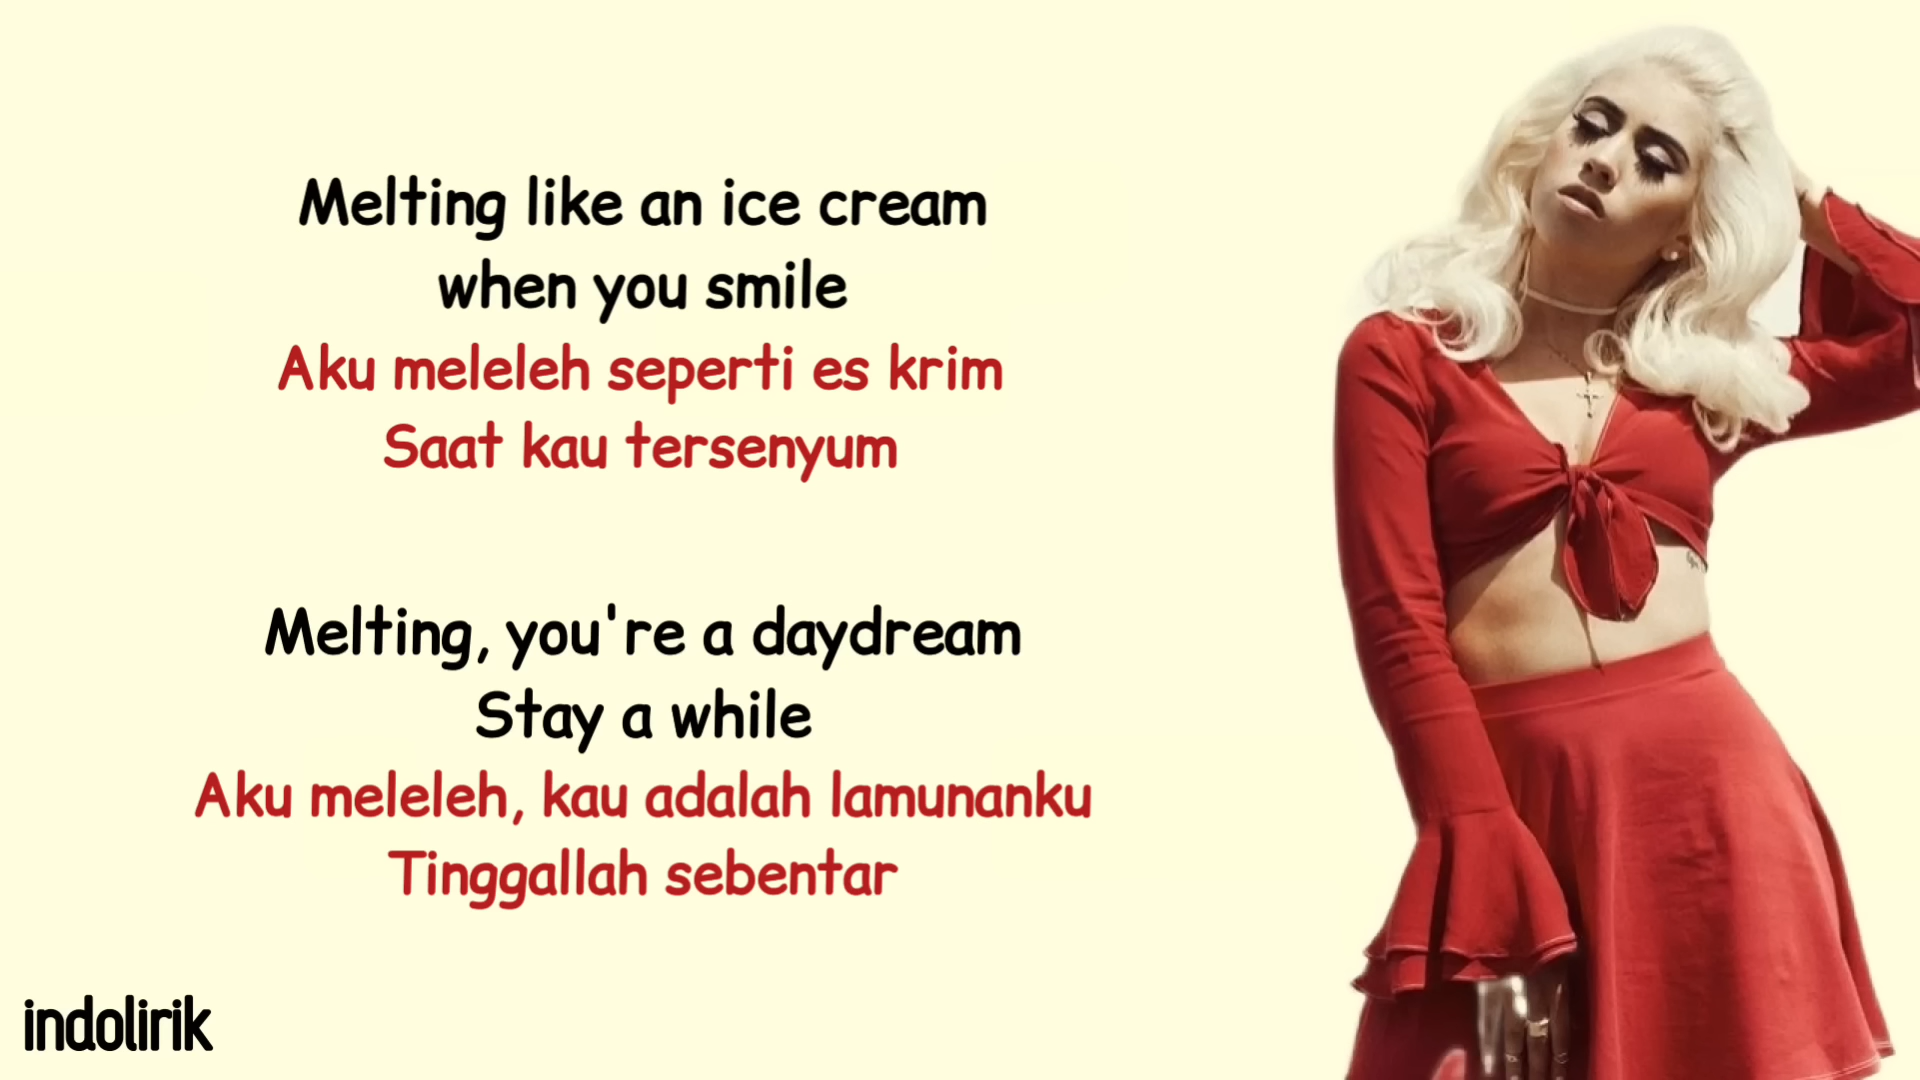 Melting like an ice cream
when you smile
Aku meleleh seperti es krim
Saat kau tersenyum
Melting, you're a daydream
Stay a while
Aku meleleh, kau adalah lamunanku
Tinggallah sebentar
indolirik